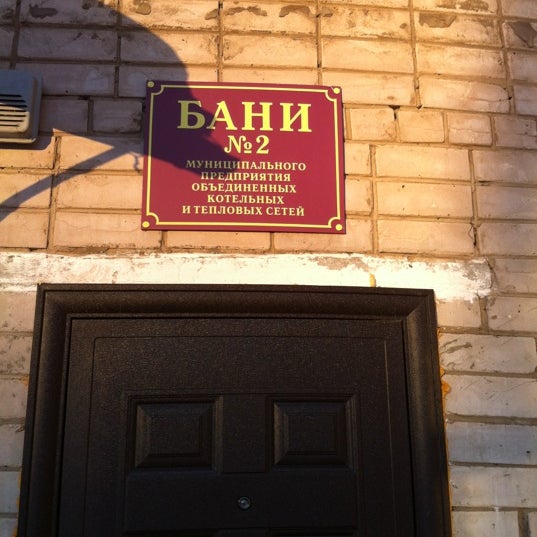 БАНИ
№2
МУНИЦИПАЛЬНОГО
ПРЕДПРИЯТИЯ
ОБЪЕДИНЕННЫХ
КОТЕЛЬНЫХ
И ТЕПЛОВЫХ СЕТЕЙ